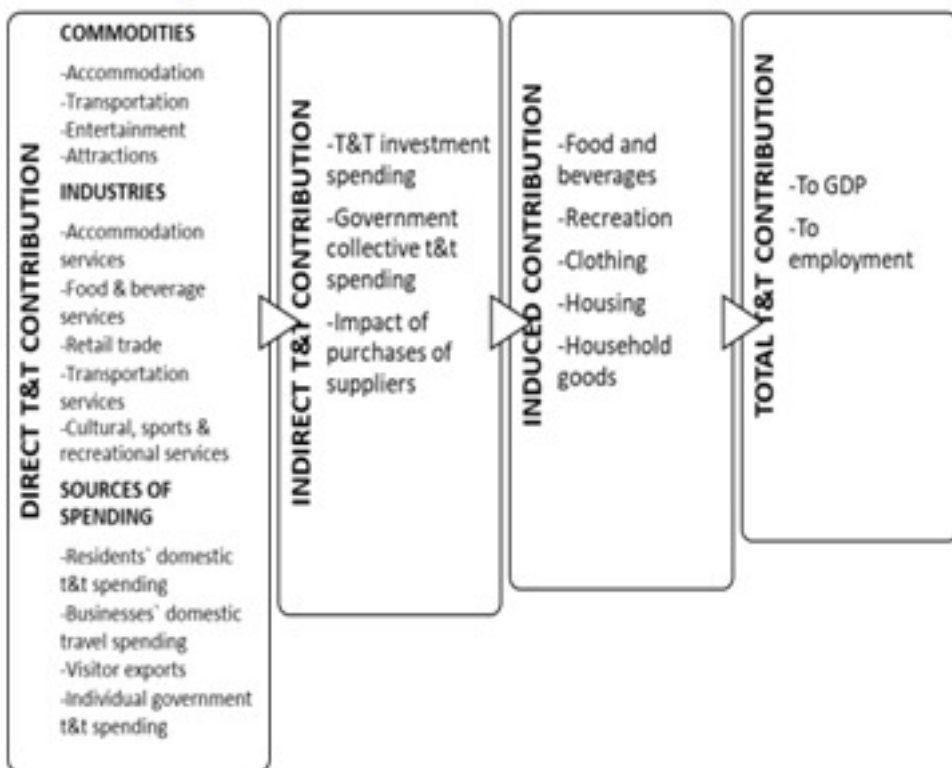 DIRECT T&T CONTRIBUTION
COMMODITIES
-Accommodation
-Transportation
-Entertainment
-Attractions
INDUSTRIES
-Accommodation
services
-Food & beverage
services
-Retail trade
-Transportation
services
-Cultural, sports &
recreational services
SOURCES OF
SPENDING
-Residents` domestic
t&t spending
-Businesses` domestic
travel spending
-Visitor exports
-Individual government
t&t spending
INDIRECT T&T CONTRIBUTION
-T&T investment
spending
-Government
collective t&t
spending
-Impact of
purchases of
suppliers
INDUCED CONTRIBUTION
-Food and
beverages
-Recreation
-Clothing
-Housing
-Household
goods
TOTAL T&T CONTRIBUTION
-To GDP
-To
employment